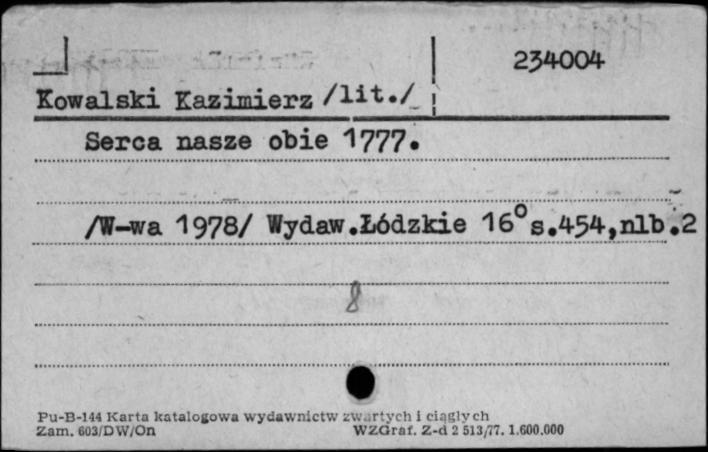 234004
Kowalski Kazimierz /lit./
Serca nasze obie 1777.
/W-wa 1978/ Wydaw.Łódzkie 16° s.454,nlb.2
8
Pu-B-144 Karta katalogowa wydawnictw zwartych i ciągłych
Zam. 603/DW/On WZGraf. Z-d 2 513/77. 1.600.000